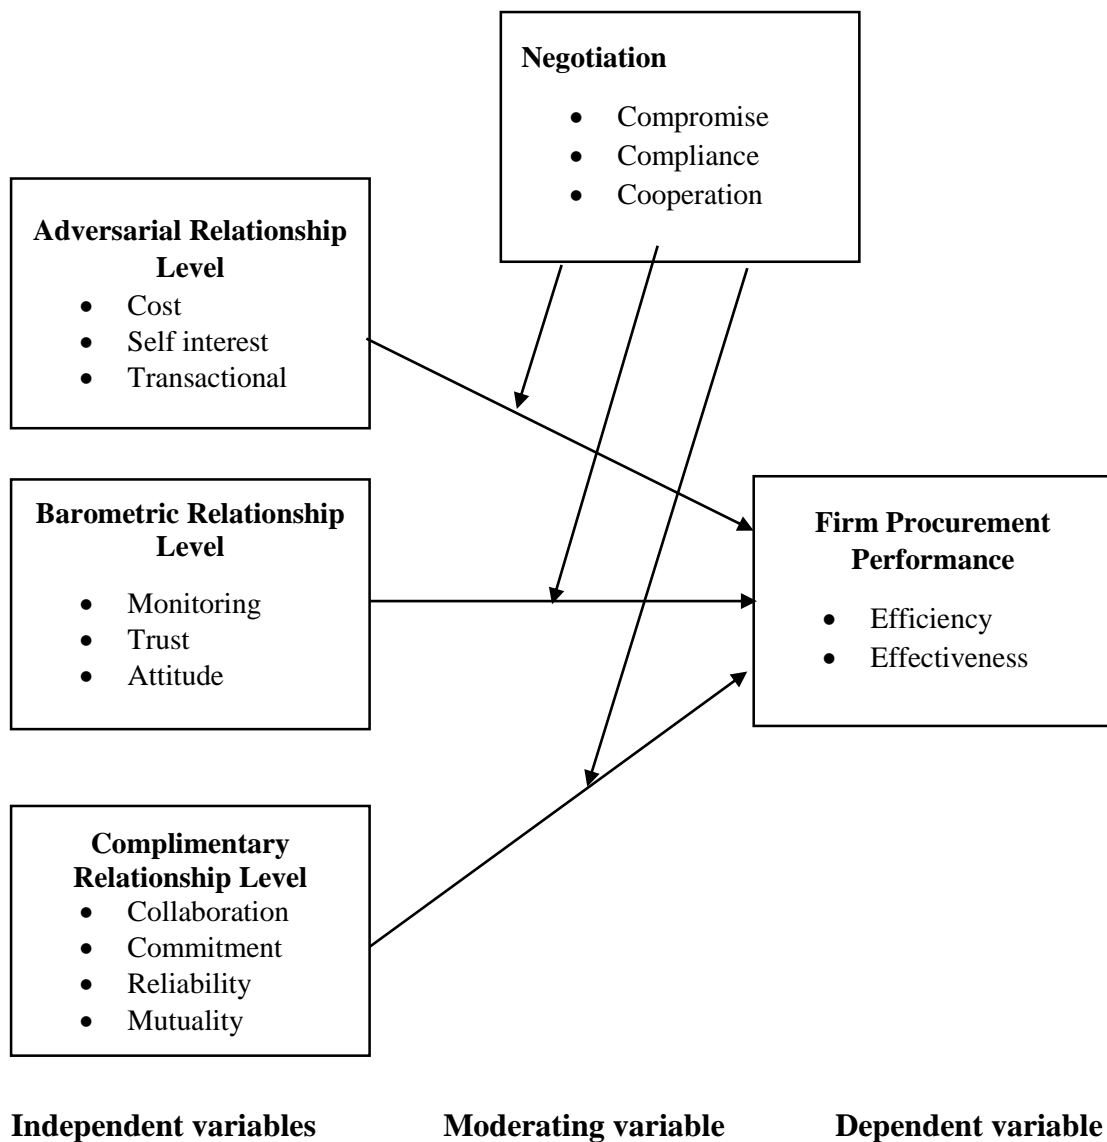 Negotiation
• Compromise
• Compliance
• Cooperation
Adversarial Relationship
Level
• Cost
• Self interest
• Transactional
Barometric Relationship
Level
• Monitoring
• Trust
• Attitude
Firm Procurement
Performance
• Efficiency
• Effectiveness
Complimentary
Relationship Level
• Collaboration
• Commitment
• Reliability
• Mutuality
Independent variables Moderating variable Dependent variable